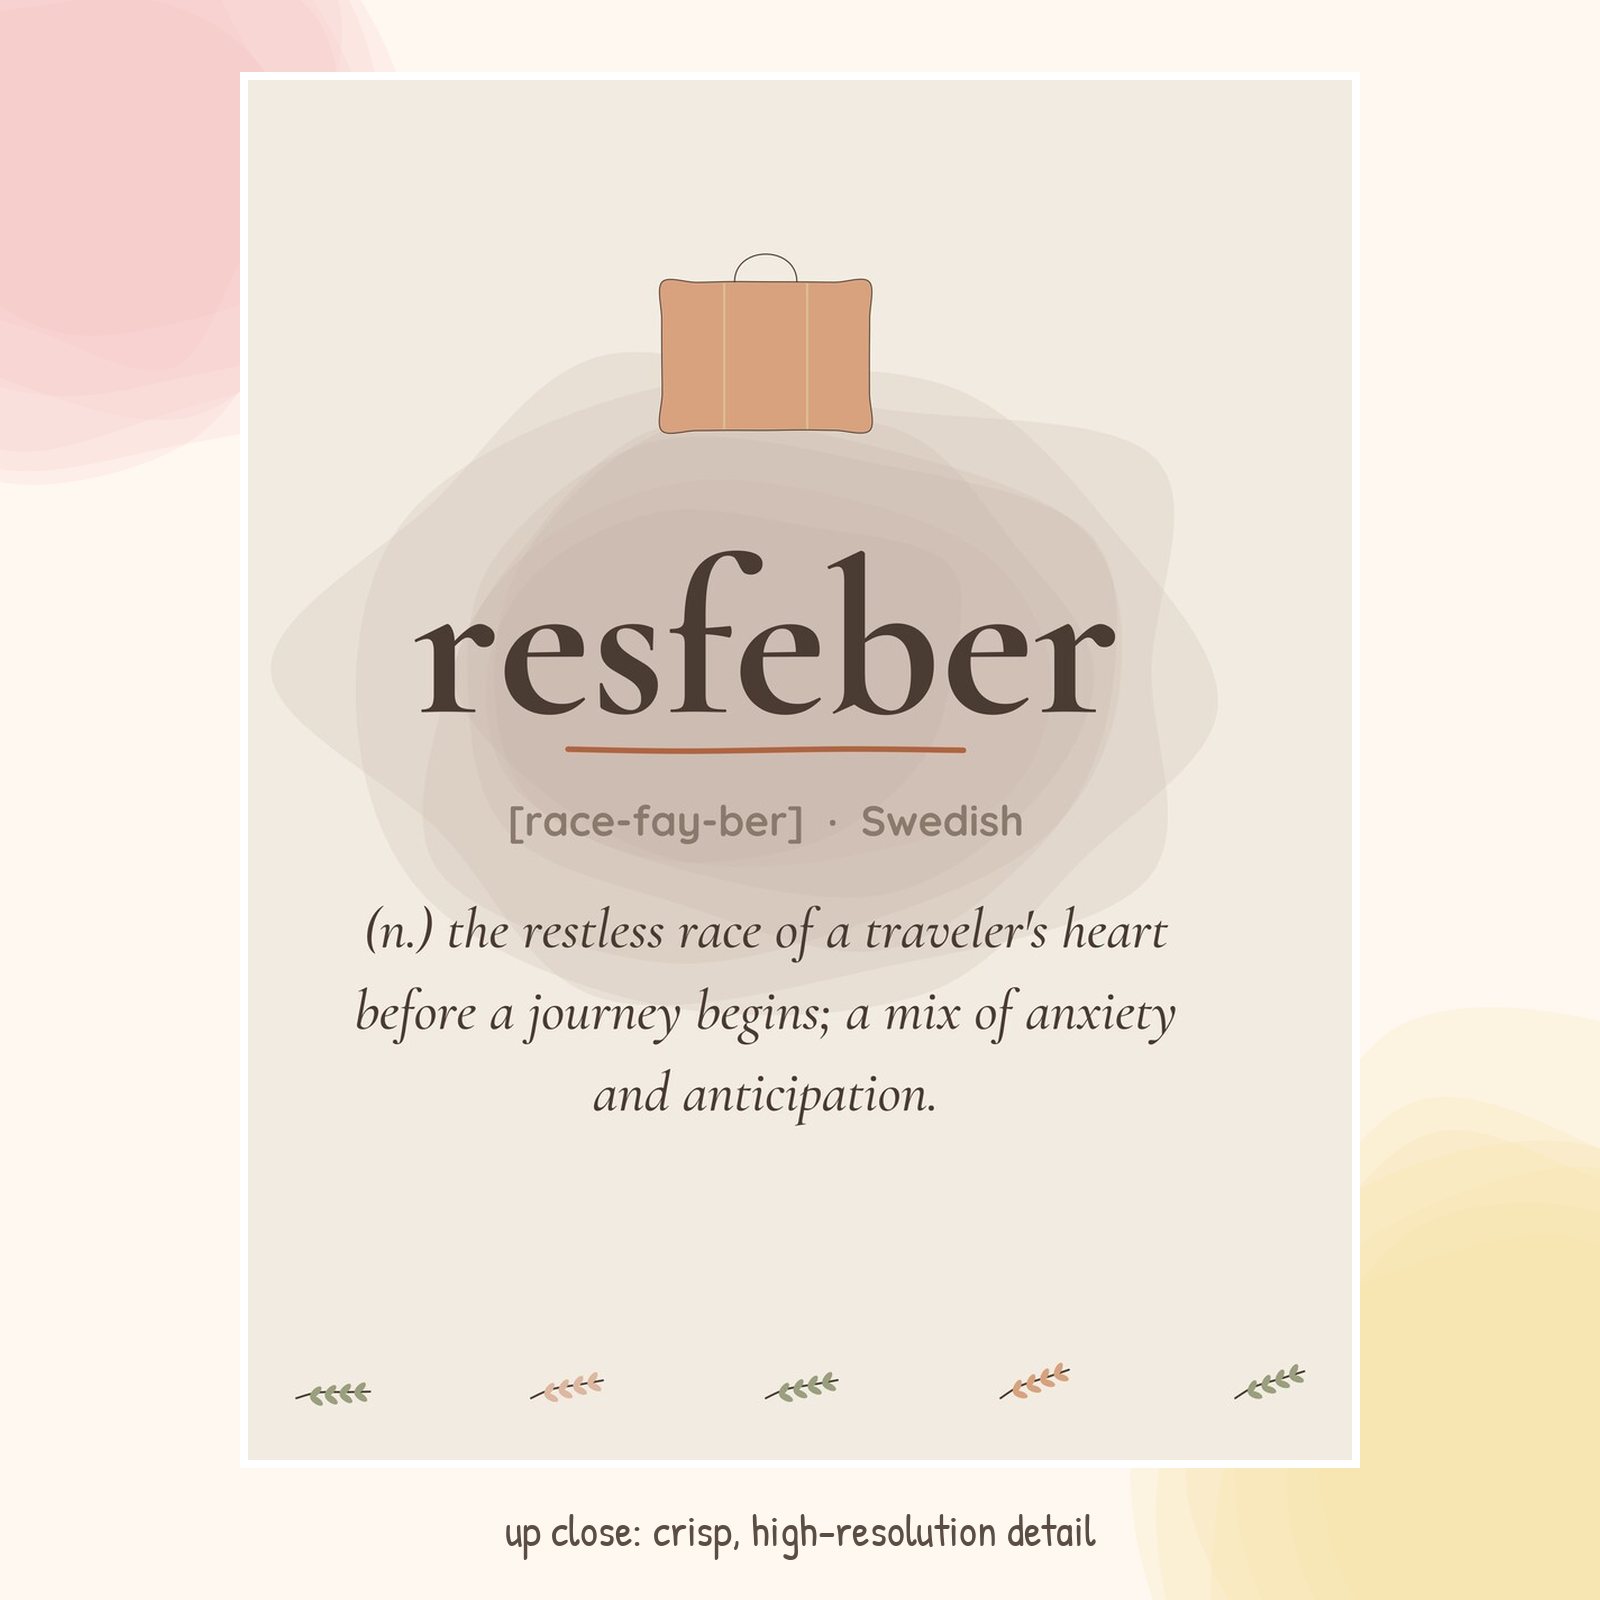 resfeber
[race-fay-ber] · Swedish
(n.) the restless race of a traveler's heart
before a journey begins; a mix of anxiety
and anticipation.
up close: crisp, high-resolution detail